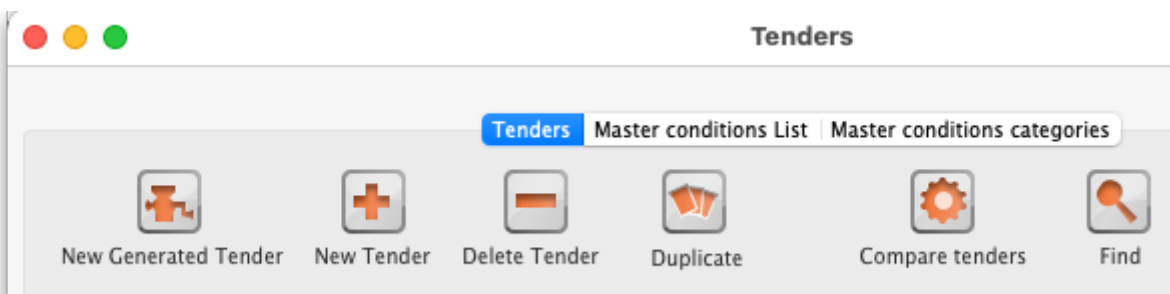 Tenders
Tenders Master conditions List Master conditions categories
New Generated Tender New Tender Delete Tender Duplicate Compare tenders Find